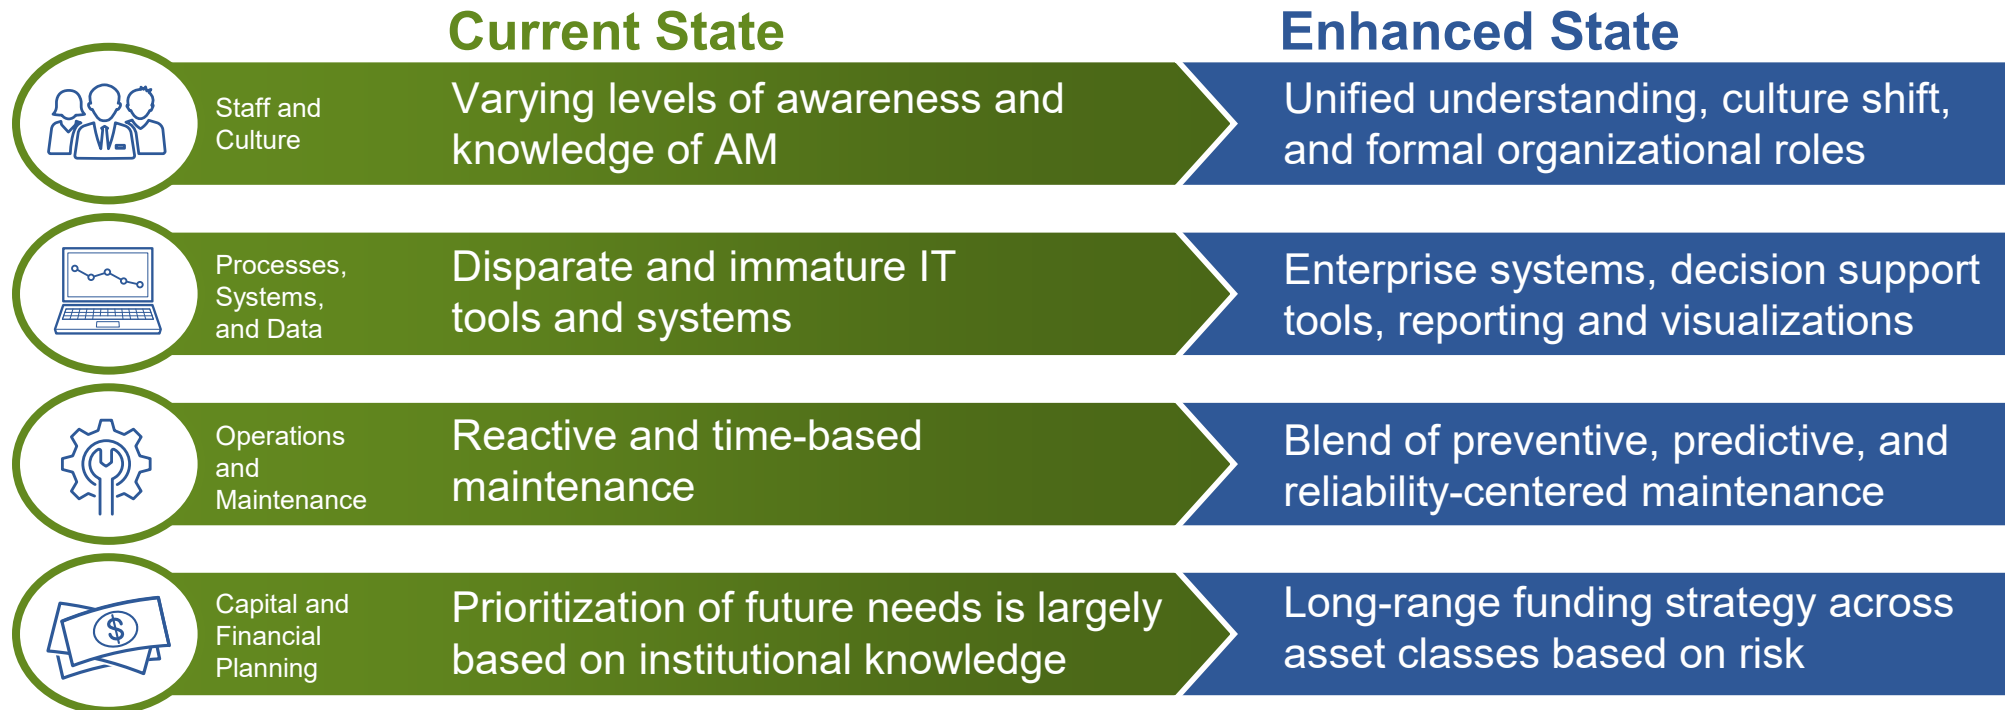 Current State
Enhanced State
Staff and
Culture
Varying levels of awareness and
knowledge of AM
Unified understanding, culture shift,
and formal organizational roles
Processes,
Systems,
and Data
Disparate and immature IT
tools and systems
Enterprise systems, decision support
tools, reporting and visualizations
Operations
and
Maintenance
Reactive and time-based
maintenance
Blend of preventive, predictive, and
reliability-centered maintenance
$
Capital and
Financial
Planning
Prioritization of future needs is largely
based on institutional knowledge
Long-range funding strategy across
asset classes based on risk